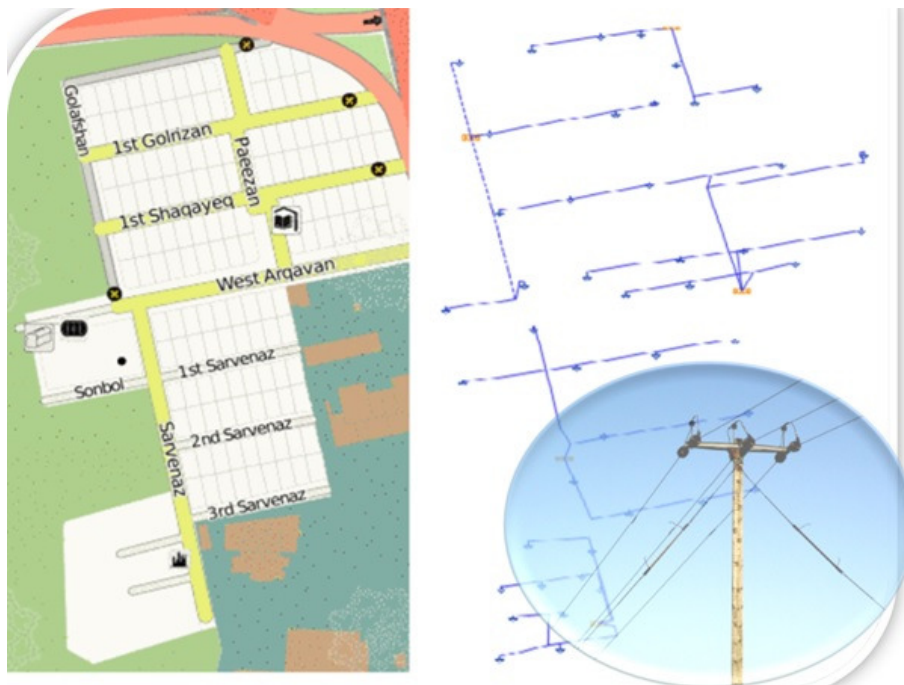 Golafshan
1st Golrizan
Paeezan
1st Shaqayeq
West Arqavan
1st Sarvenaz
Sonbol
2nd Sarvenaz
Sarvenaz
3rd Sarvenaz